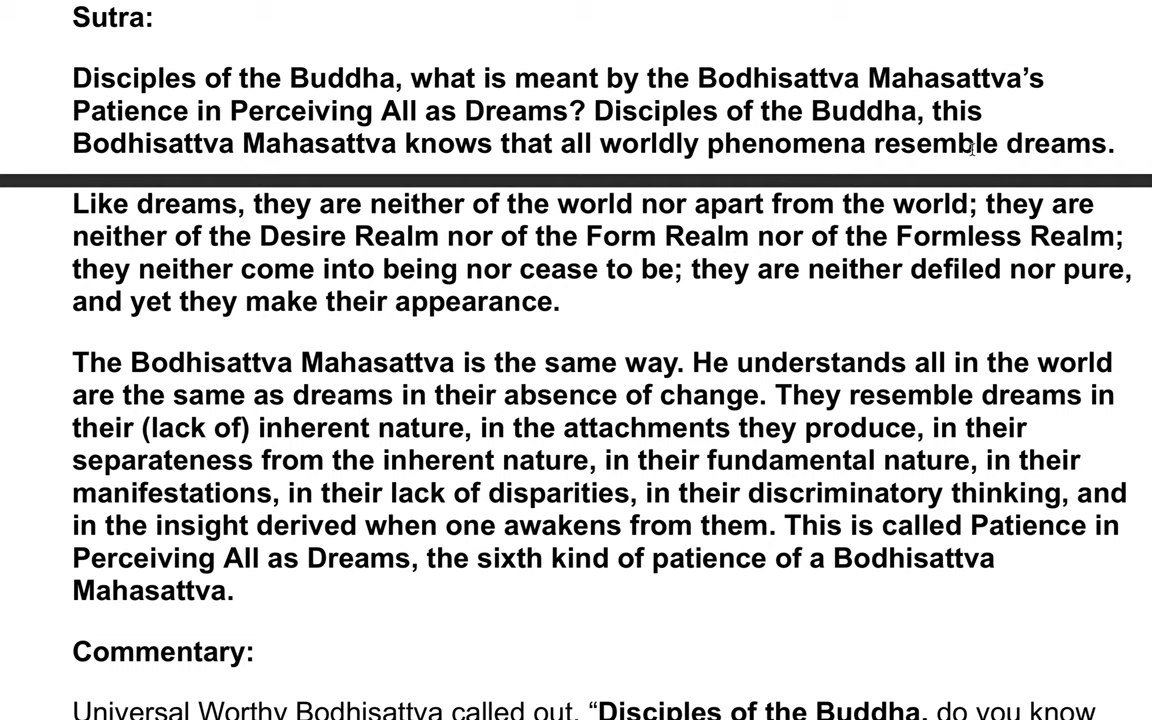 Sutra:
Disciples of the Buddha, what is meant by the Bodhisattva Mahasattva’s
Patience in Perceiving All as Dreams? Disciples of the Buddha, this
Bodhisattva Mahasattva knows that all worldly phenomena resemble dreams.
Like dreams, they are neither of the world nor apart from the world; they are
neither of the Desire Realm nor of the Form Realm nor of the Formless Realm;
they neither come into being nor cease to be; they are neither defiled nor pure,
and yet they make their appearance.
The Bodhisattva Mahasattva is the same way. He understands all in the world
are the same as dreams in their absence of change. They resemble dreams in
their (lack of) inherent nature, in the attachments they produce, in their
separateness from the inherent nature, in their fundamental nature, in their
manifestations, in their lack of disparities, in their discriminatory thinking, and
in the insight derived when one awakens from them. This is called Patience in
Perceiving All as Dreams, the sixth kind of patience of a Bodhisattva
Mahasattva.
Commentary:
Universal Worthy Bodhisattva called out, “Disciples of the Buddha, do you know